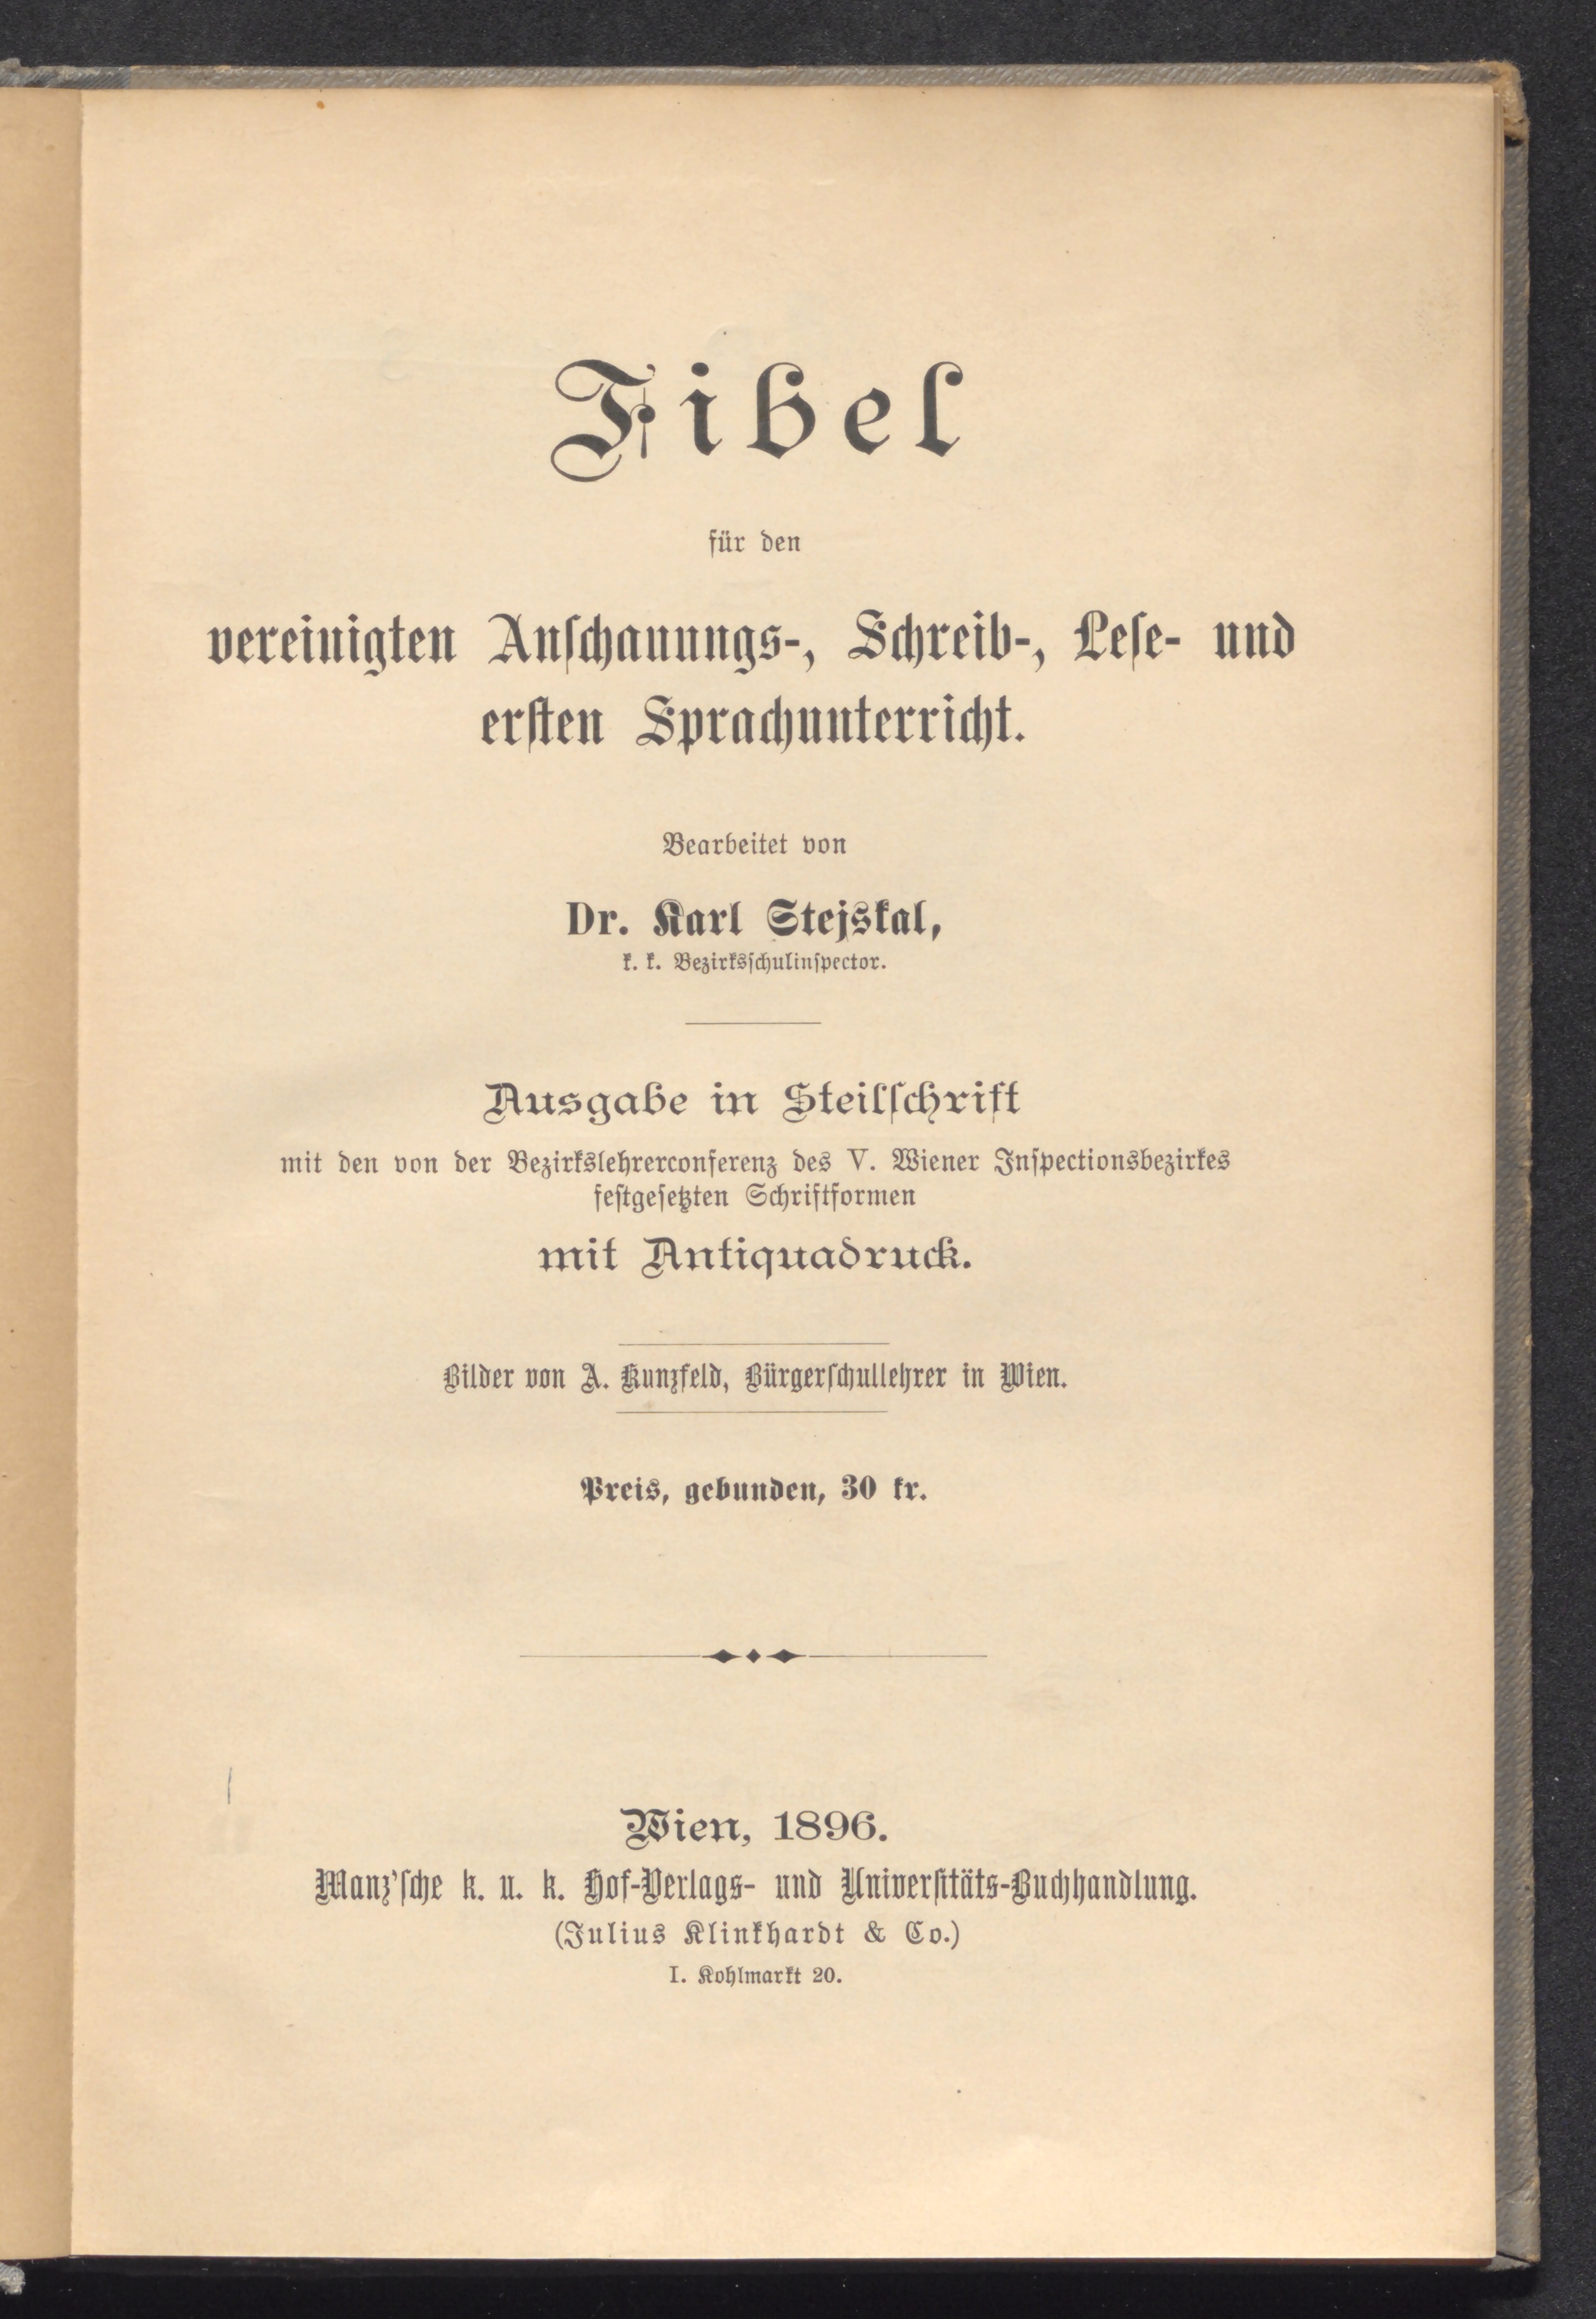 Fibel
für den
vereinigten Anſchauungs-, Schreib-, Leſe- und
erſten Sprachunterricht.
Bearbeitet von
Dr. Karl Stejskal,
k. k. Bezirksſchulinſpector.
Ausgabe in Steilſchrift
mit den von der Bezirkslehrerconferenz des V. Wiener Inſpectionsbezirkes
feſtgeſetzten Schriftformen
mit Antiquadruck.
Bilder von A. Kunzfeld, Bürgerſchullehrer in Wien.
Preis, gebunden, 30 kr.
Wien, 1896.
Manz'ſche k. u. k. Hof-Verlags- und Univerſitäts-Buchhandlung.
(Julius Klinkhardt & Co.)
I. Kohlmarkt 20.